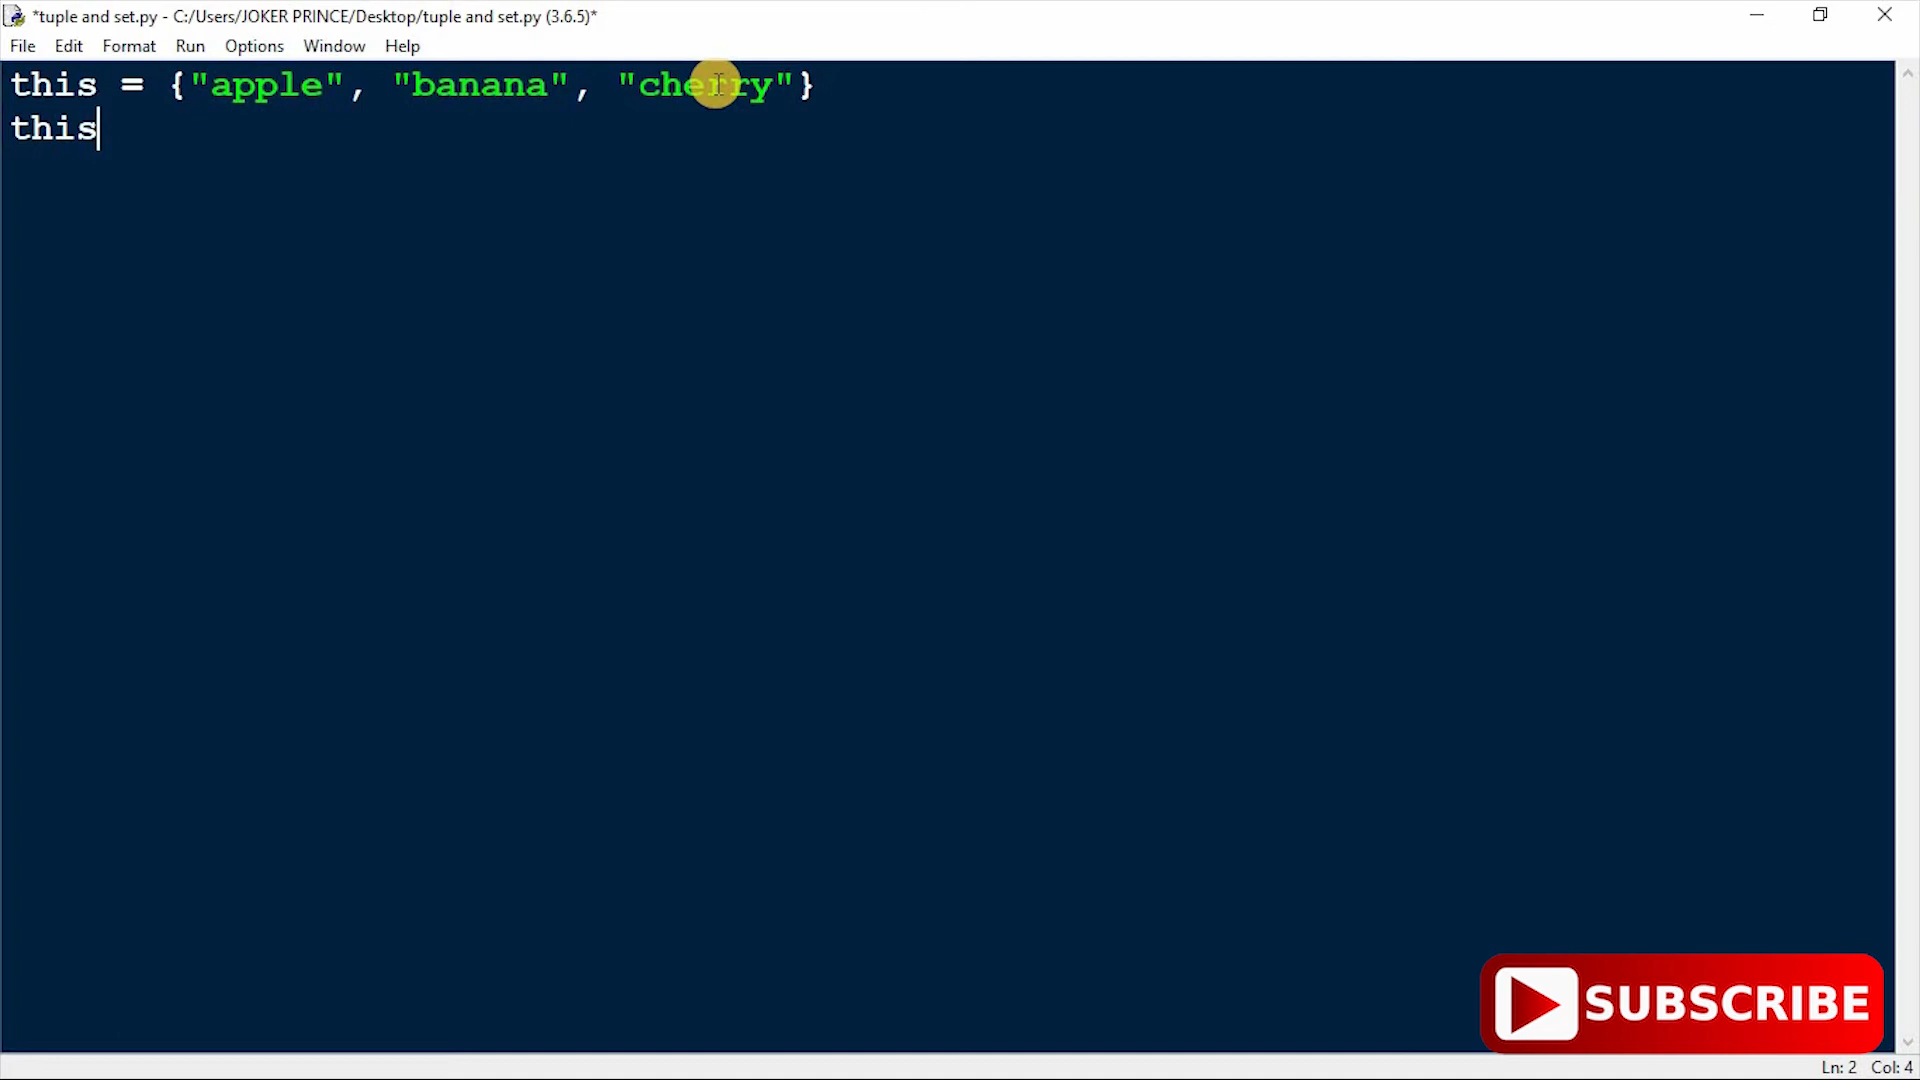 *tuple and set.py - C:/Users/JOKER PRINCE/Desktop/tuple and set.py (3.6.5)*
File Edit Format Run Options Window Help
this = {"apple", "banana", "cherry"}
this
SUBSCRIBE
Ln: 2 Col: 4